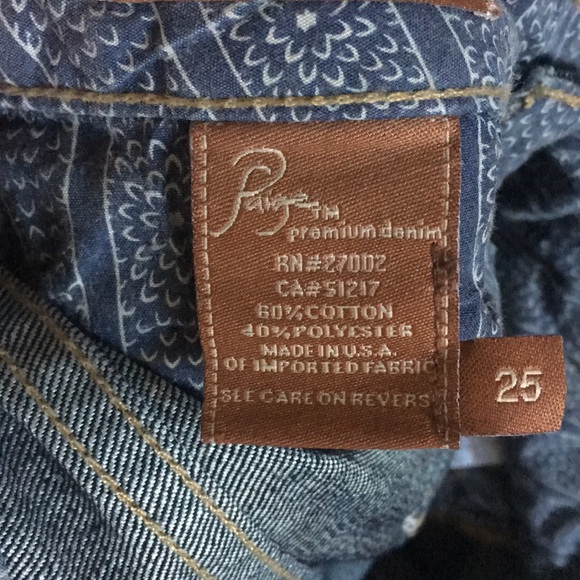 Paige TM
premium denim
RN#27002
CA#51217
60% COTTON
40% POLYESTER
MADE IN U.S.A.
OF IMPORTED FABRIC
SEE CARE ON REVERS
25